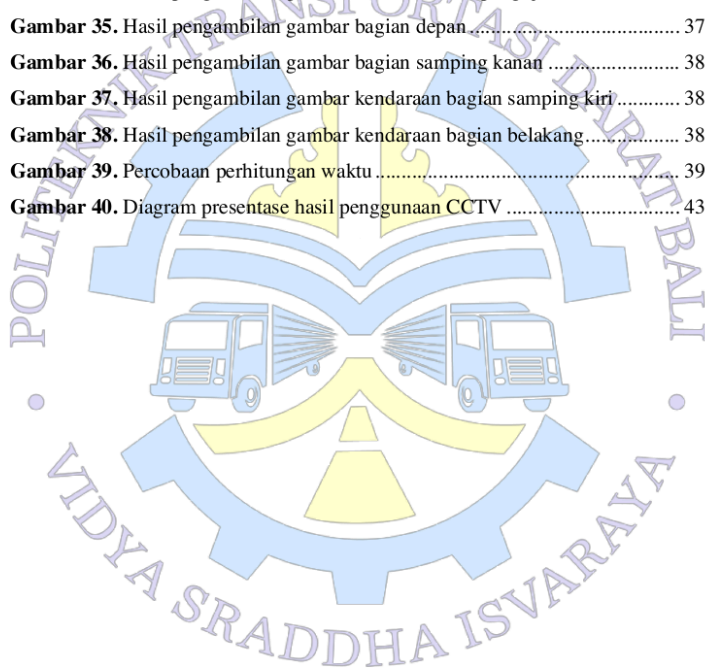 Gambar 35. Hasil pengambilan gambar bagian depan ..................................... 37
Gambar 36. Hasil pengambilan gambar bagian samping kanan ....................... 38
Gambar 37. Hasil pengambilan gambar kendaraan bagian samping kiri ............ 38
Gambar 38. Hasil pengambilan gambar kendaraan bagian belakang................. 38
Gambar 39. Percobaan perhitungan waktu ...................................................... 39
Gambar 40. Diagram presentase hasil penggunaan CCTV ............................... 43
POLITEKNIK TRANSPORTASI DARAT BALI
VIDYA SRADDHA ISVARAYA